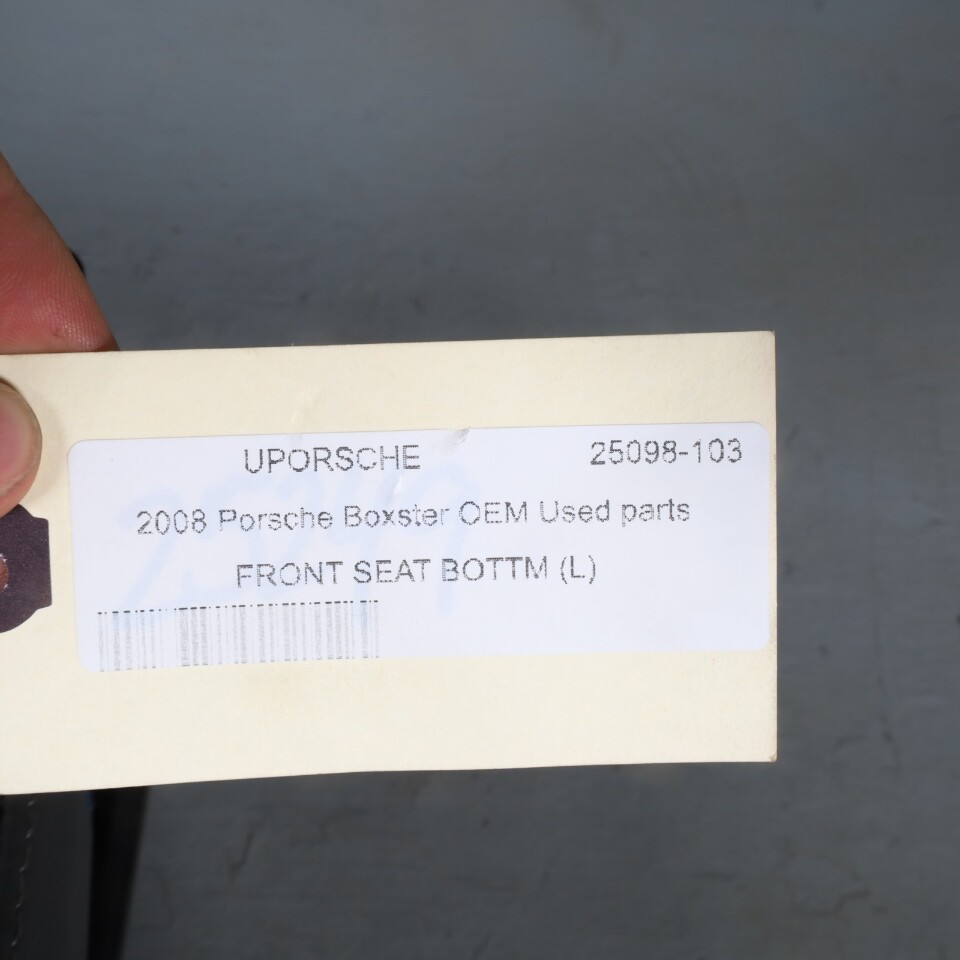 UPORSCHE 25098-103
2008 Porsche Boxster OEM Used parts
FRONT SEAT BOTTM (L)